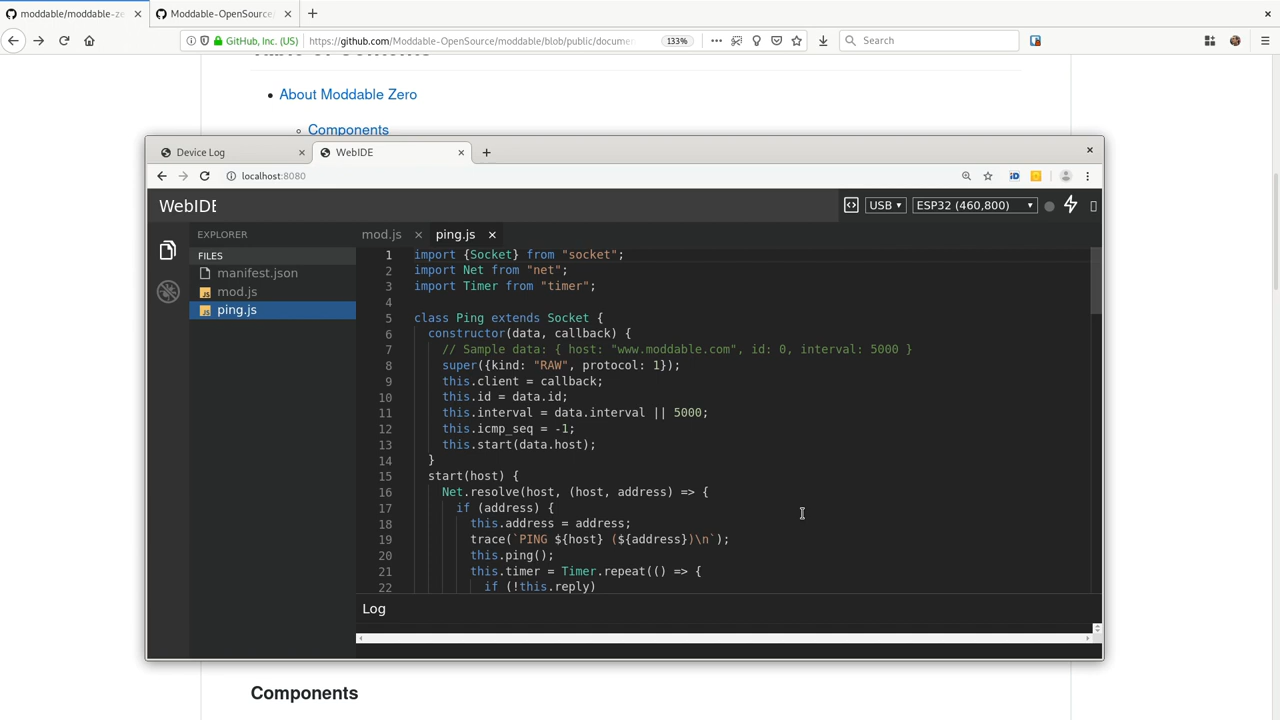 moddable/moddable-ze
Moddable-OpenSource/
GitHub, Inc. (US)
https://github.com/Moddable-OpenSource/moddable/blob/public/docume
133%
Search
About Moddable Zero
Components
Device Log
WebIDE
localhost:8080
WebIDE
USB
ESP32 (460,800)
EXPLORER
FILES
manifest.json
mod.js
ping.js
mod.js
ping.js
1 import {Socket} from "socket";
2 import Net from "net";
3 import Timer from "timer";
4
5 class Ping extends Socket {
6 constructor(data, callback) {
7 // Sample data: { host: "www.moddable.com", id: 0, interval: 5000 }
8 super({kind: "RAW", protocol: 1});
9 this.client = callback;
10 this.id = data.id;
11 this.interval = data.interval || 5000;
12 this.icmp_seq = -1;
13 this.start(data.host);
14 }
15 start(host) {
16 Net.resolve(host, (host, address) => {
17 if (address) {
18 this.address = address;
19 trace(`PING ${host} (${address})\n`);
20 this.ping();
21 this.timer = Timer.repeat(() => {
22 if (!this.reply)
Log
Components